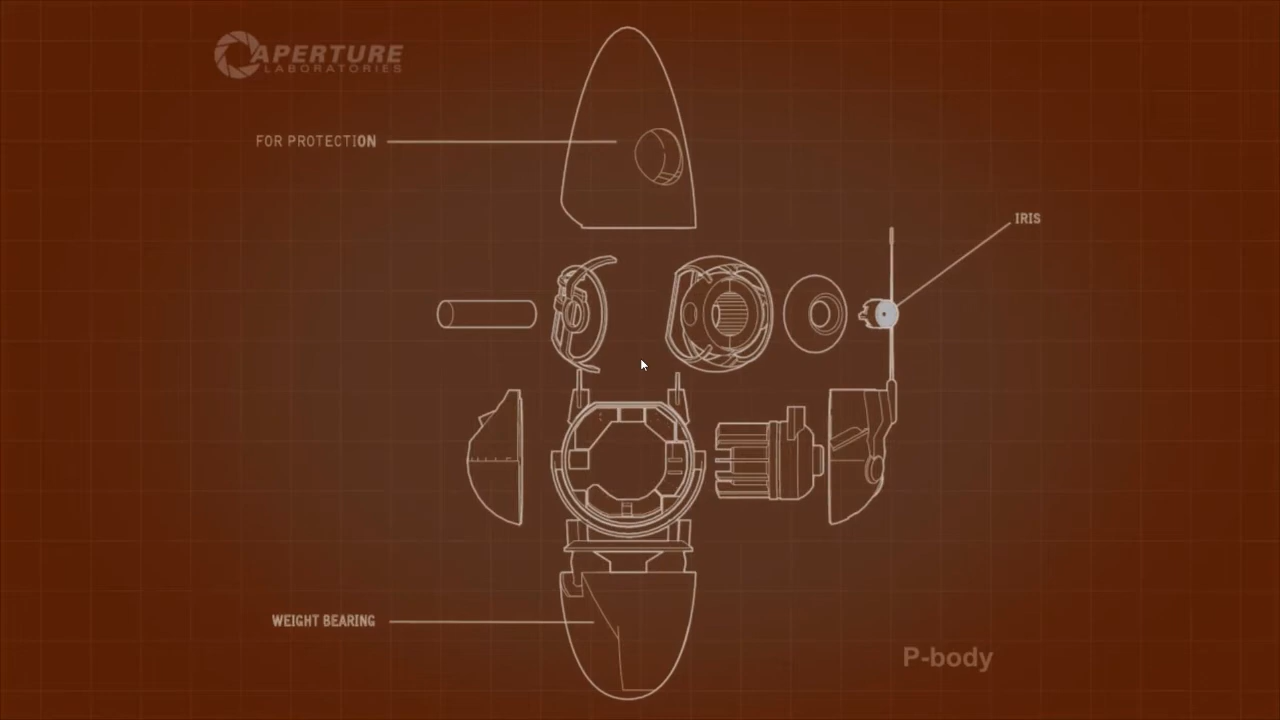 APERTURE
LABORATORIES
FOR PROTECTION
IRIS
WEIGHT BEARING
P-body